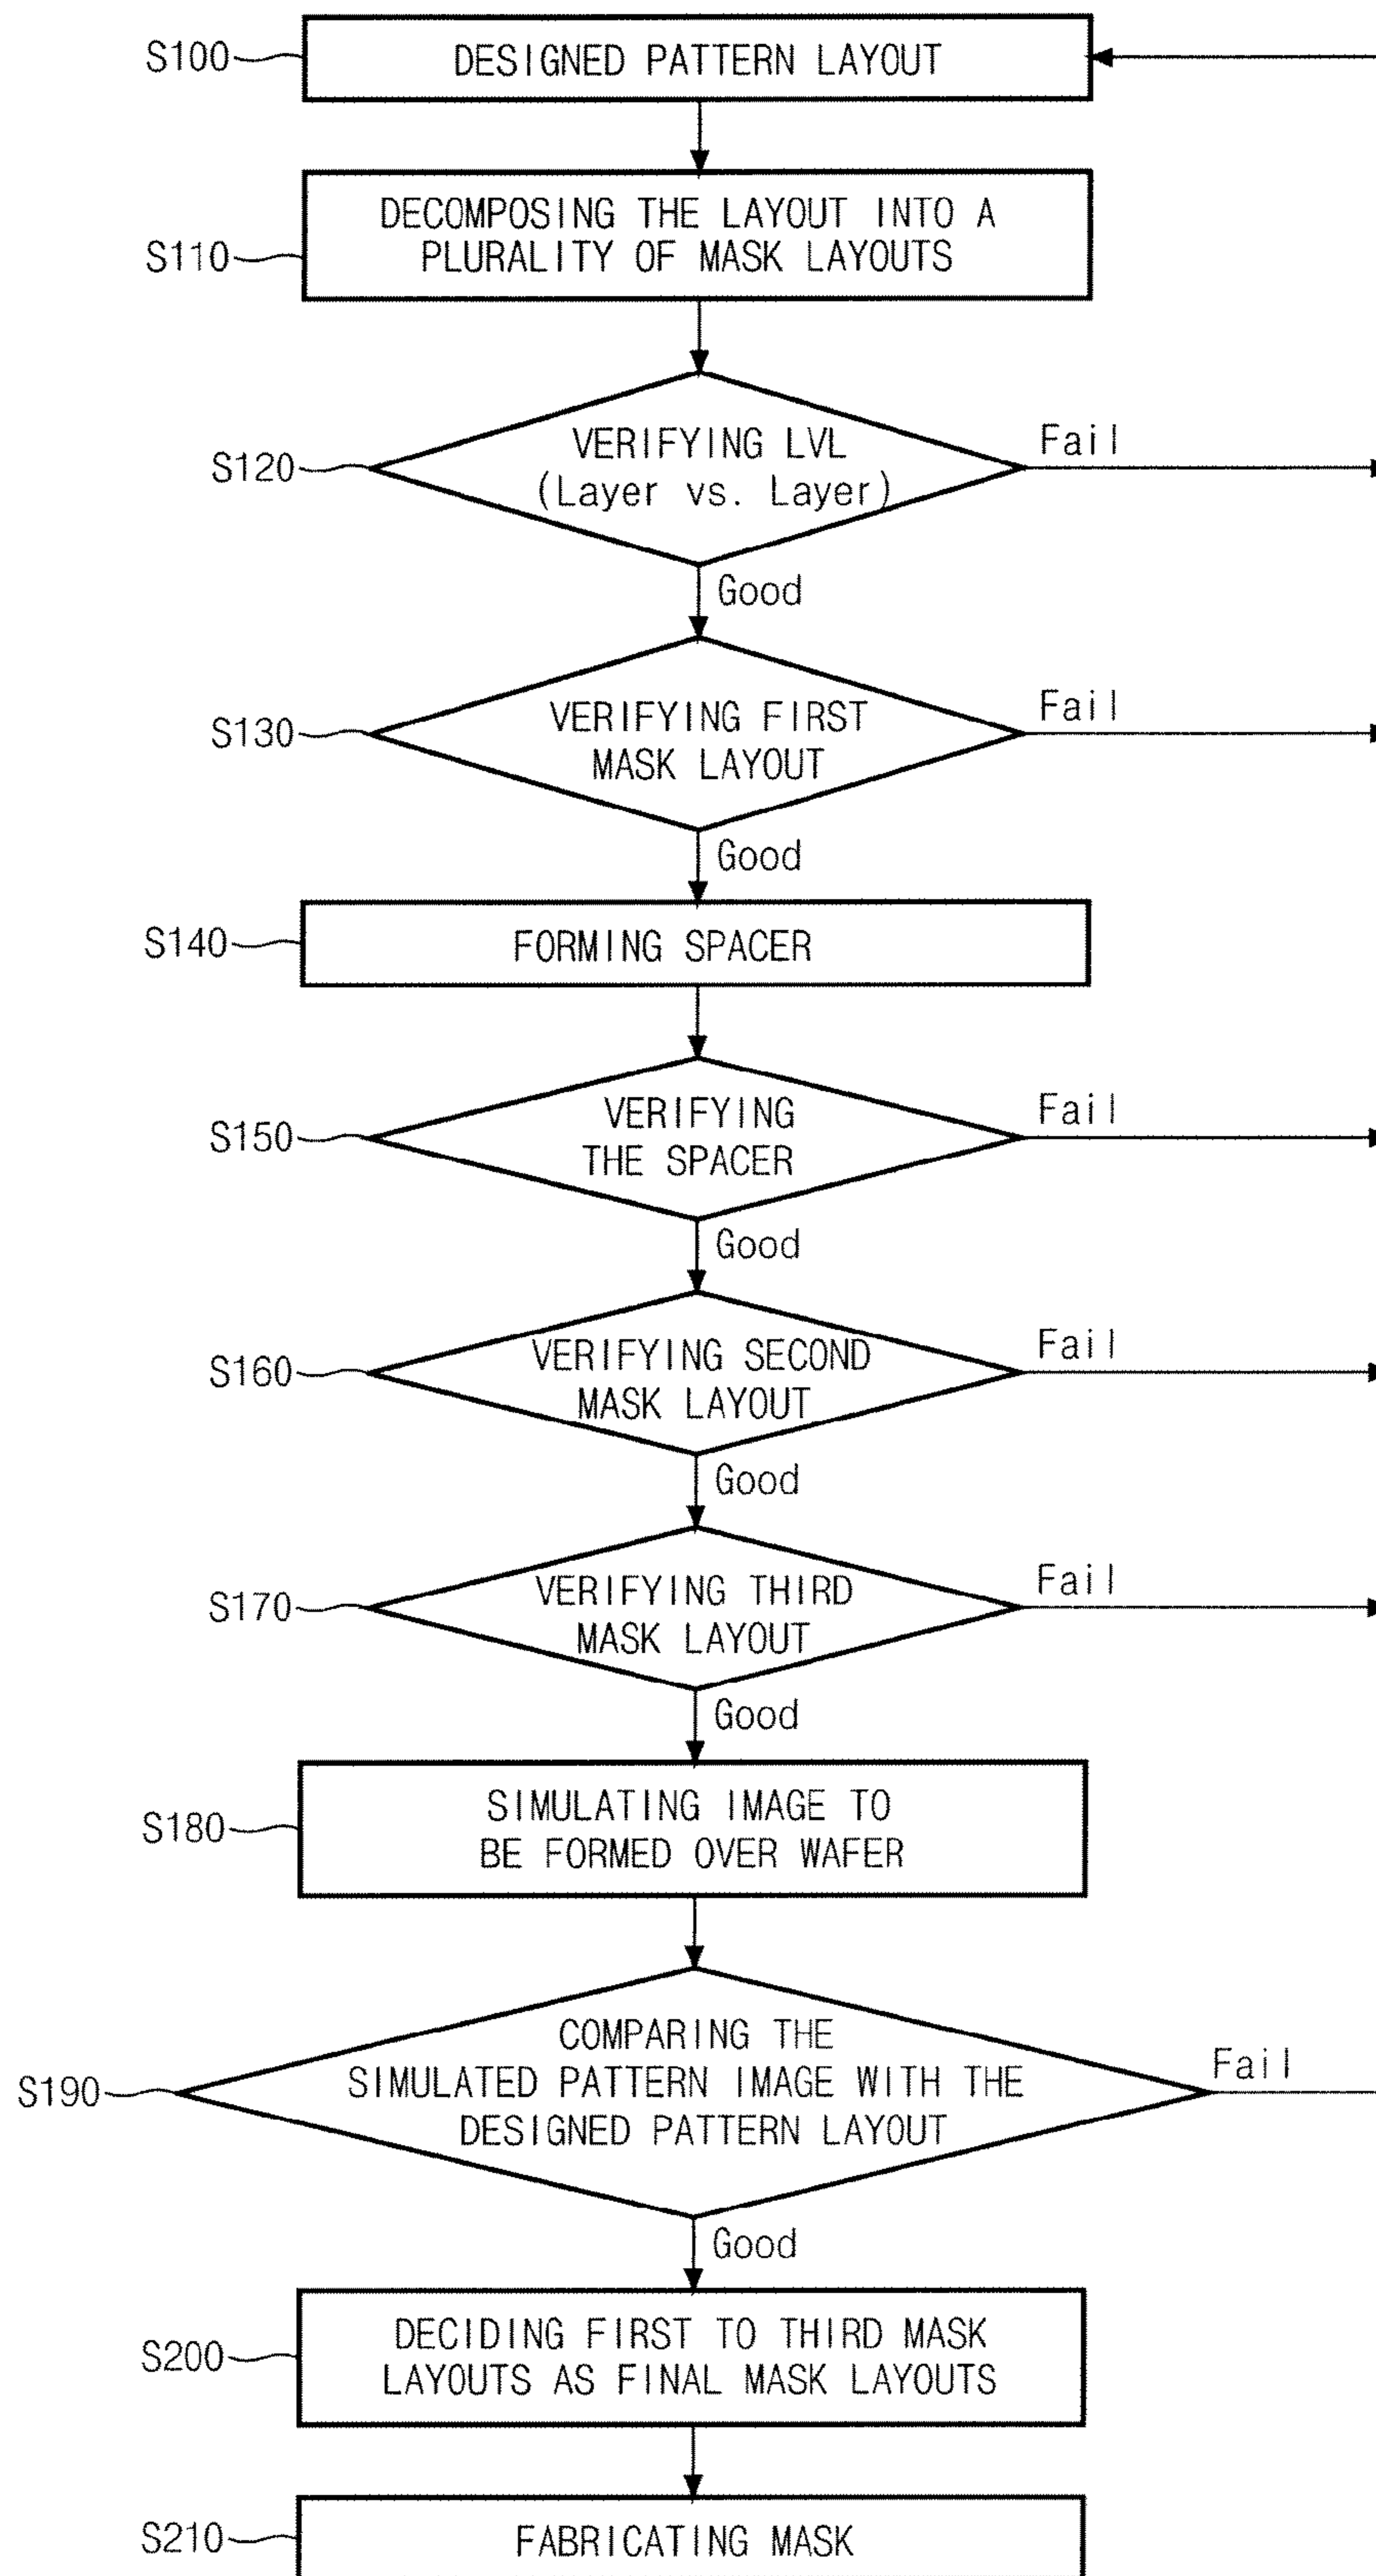 S100
DESIGNED PATTERN LAYOUT
S110
DECOMPOSING THE LAYOUT INTO A
PLURALITY OF MASK LAYOUTS
S120
VERIFYING LVL
(Layer vs. Layer)
Fail
Good
S130
VERIFYING FIRST
MASK LAYOUT
Fail
Good
S140
FORMING SPACER
S150
VERIFYING
THE SPACER
Fail
Good
S160
VERIFYING SECOND
MASK LAYOUT
Fail
Good
S170
VERIFYING THIRD
MASK LAYOUT
Fail
Good
S180
SIMULATING IMAGE TO
BE FORMED OVER WAFER
S190
COMPARING THE
SIMULATED PATTERN IMAGE WITH THE
DESIGNED PATTERN LAYOUT
Fail
Good
S200
DECIDING FIRST TO THIRD MASK
LAYOUTS AS FINAL MASK LAYOUTS
S210
FABRICATING MASK